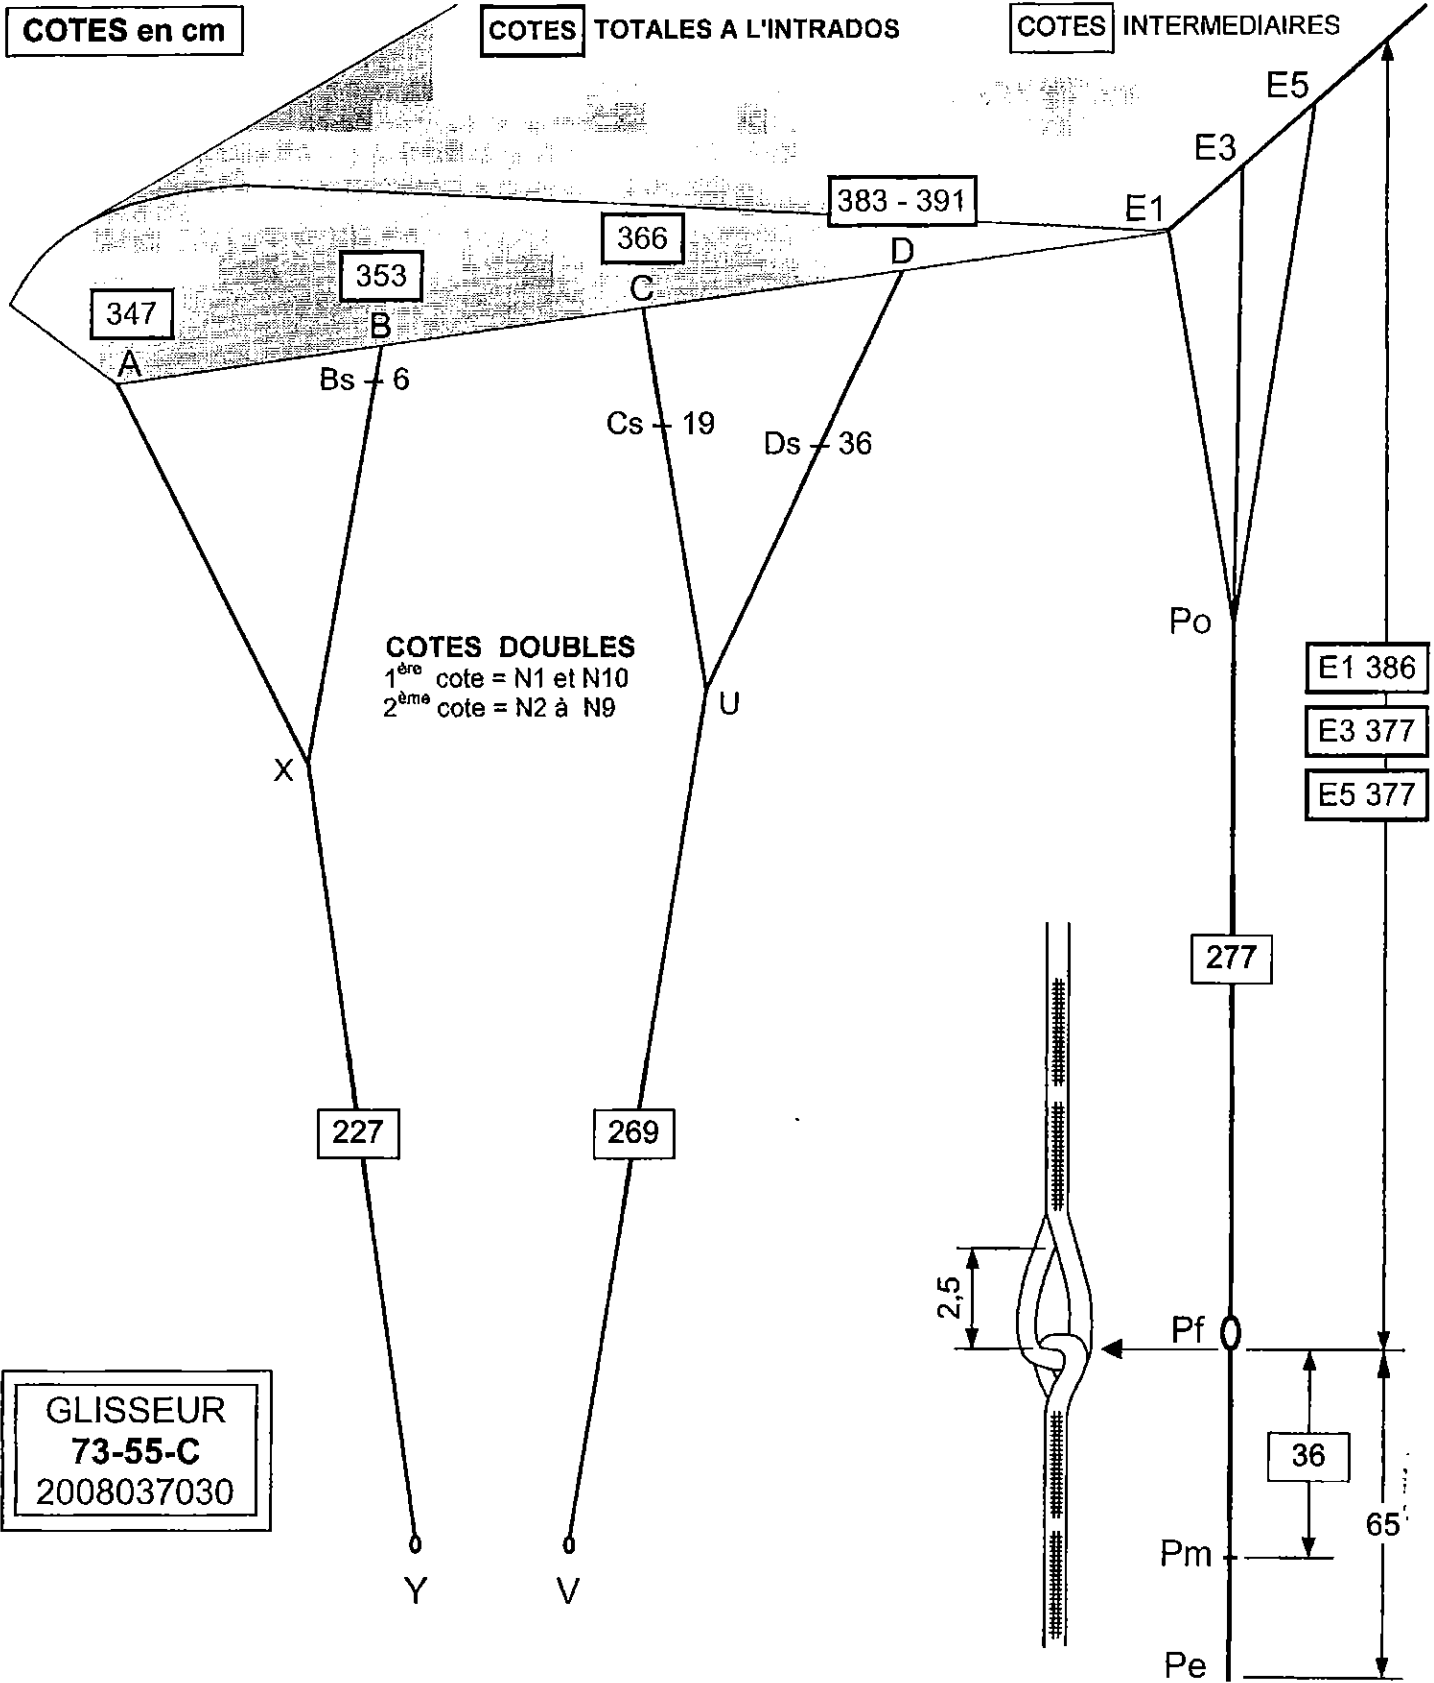 COTES en cm
COTES TOTALES A L'INTRADOS
COTES INTERMEDIAIRES
E5
E3
E1
383 - 391
D
366
C
353
B
347
A
Bs 6
Cs 19
Ds 36
Po
COTES DOUBLES
1ère cote = N1 et N10
2ème cote = N2 à N9
U
X
E1 386
E3 377
E5 377
277
227
269
2,5
Pf
GLISSEUR
73-55-C
2008037030
36
65
Pm
Y
V
Pe